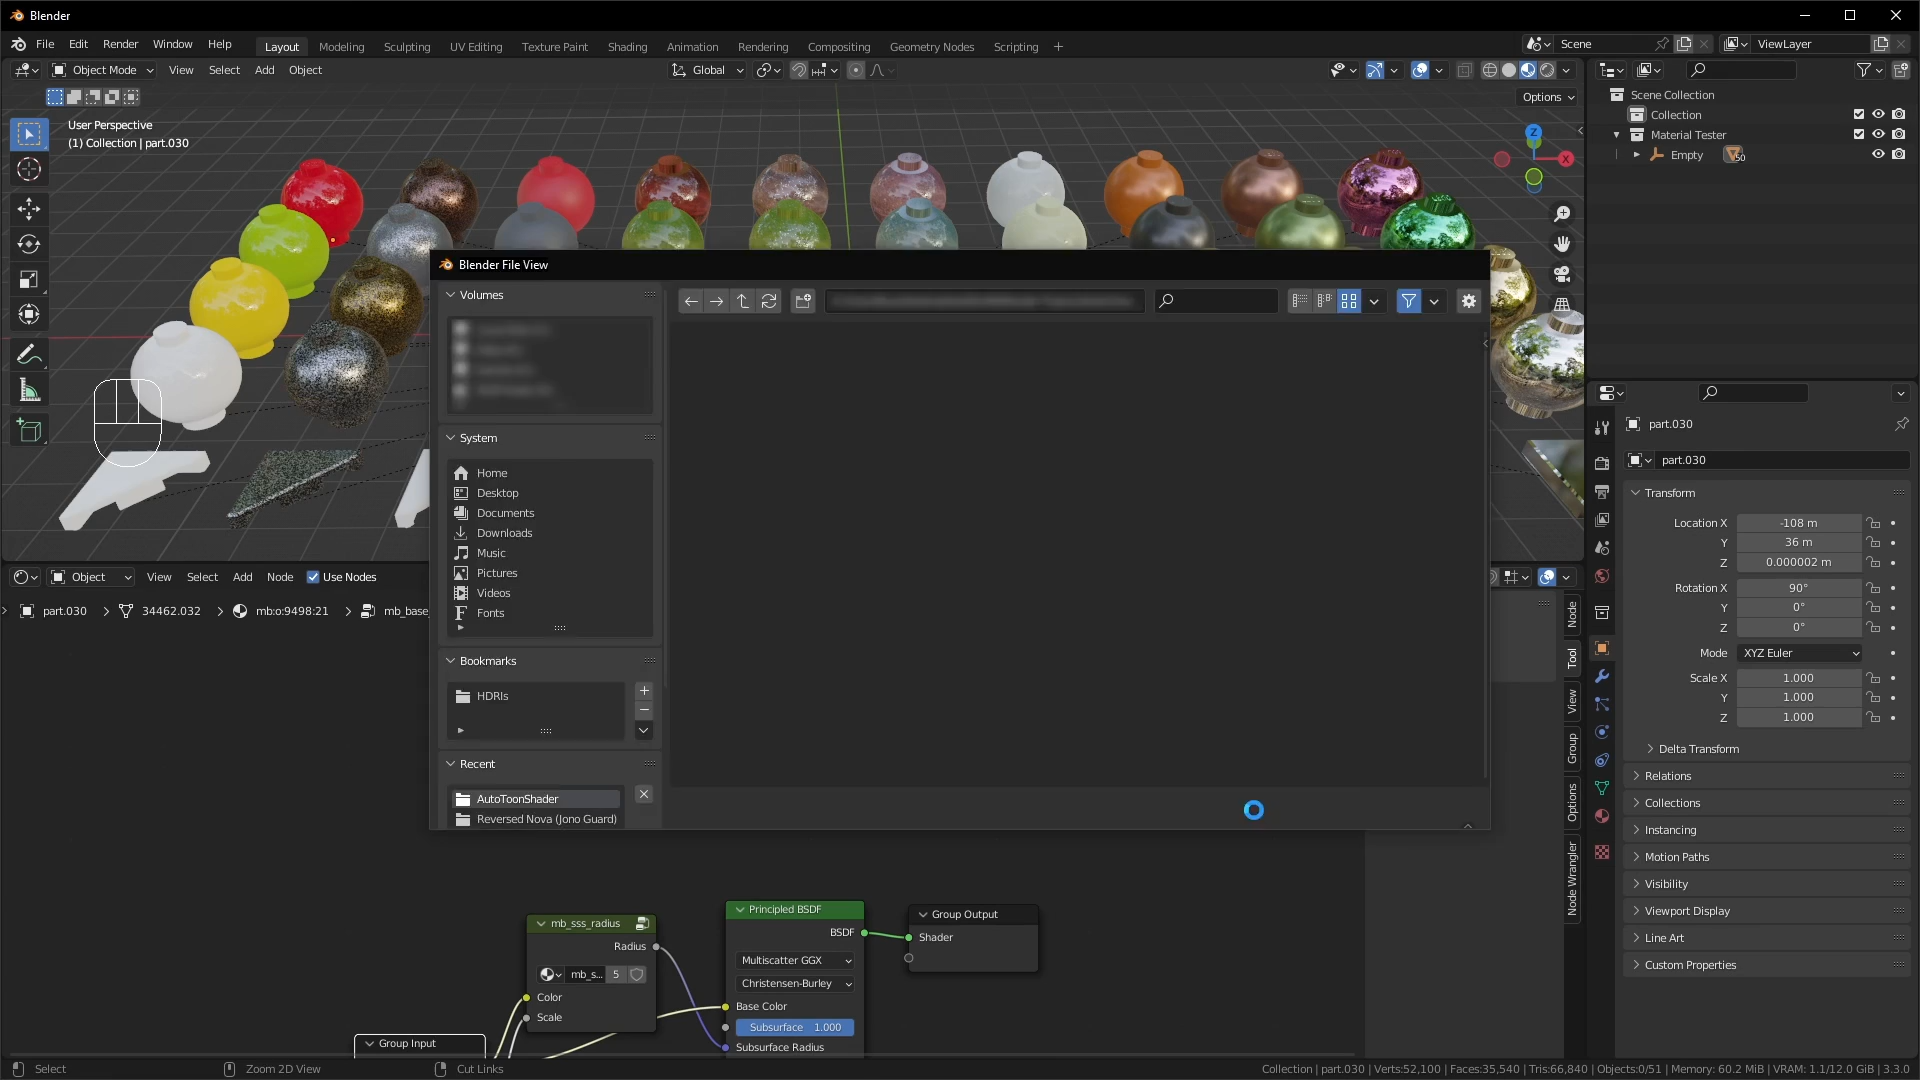 Blender
File Edit Render Window Help
Layout Modeling Sculpting UV Editing Texture Paint Shading Animation Rendering Compositing Geometry Nodes Scripting
Scene
ViewLayer
Object Mode View Select Add Object
Global
Options
User Perspective
(1) Collection | part.030
Z
X
Scene Collection
Collection
Material Tester
Empty 50
Blender File View
Volumes
System
Home
Desktop
Documents
Downloads
Music
Pictures
Videos
Fonts
Bookmarks
HDRIs
Recent
AutoToonShader
Reversed Nova (Jono Guard)
Object View Select Add Node Use Nodes
part.030 34462.032 mb:o:9498:21 mb_base_
mb_sss_radius
Radius
mb_s... 5
Color
Scale
Group Input
Principled BSDF
BSDF
Multiscatter GGX
Christensen-Burley
Base Color
Subsurface 1.000
Subsurface Radius
Group Output
Shader
Node
Tool
View
Group
Options
Node Wrangler
part.030
part.030
Transform
Location X -108 m
Y 36 m
Z 0.000002 m
Rotation X 90°
Y 0°
Z 0°
Mode XYZ Euler
Scale X 1.000
Y 1.000
Z 1.000
Delta Transform
Relations
Collections
Instancing
Motion Paths
Visibility
Viewport Display
Line Art
Custom Properties
Select
Zoom 2D View
Cut Links
Collection | part.030 | Verts:52,100 | Faces:35,540 | Tris:66,840 | Objects:0/51 | Memory: 60.2 MiB | VRAM: 1.1/12.0 GiB | 3.3.0